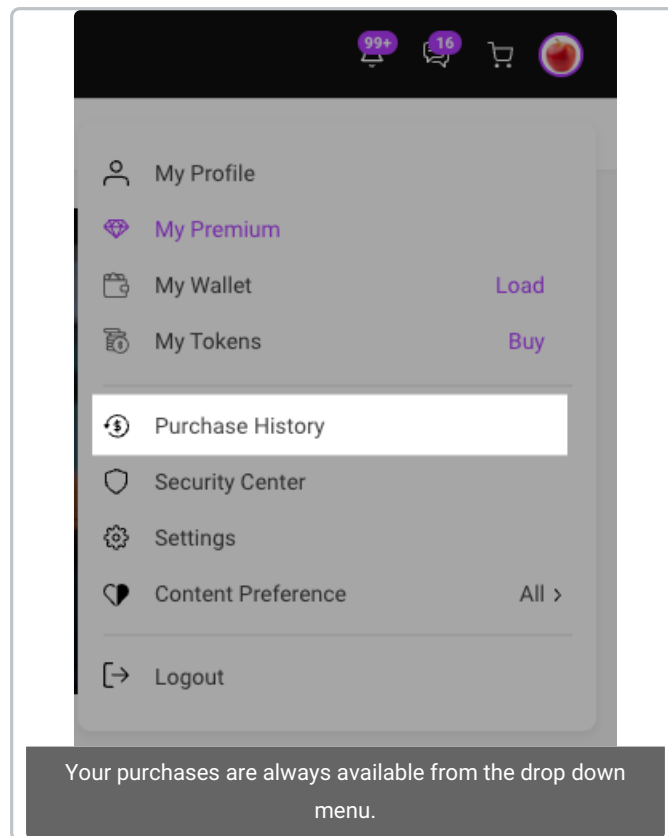 99+ 16
My Profile
My Premium
My Wallet Load
My Tokens Buy
Purchase History
Security Center
Settings
Content Preference All >
Logout
Your purchases are always available from the drop down
menu.